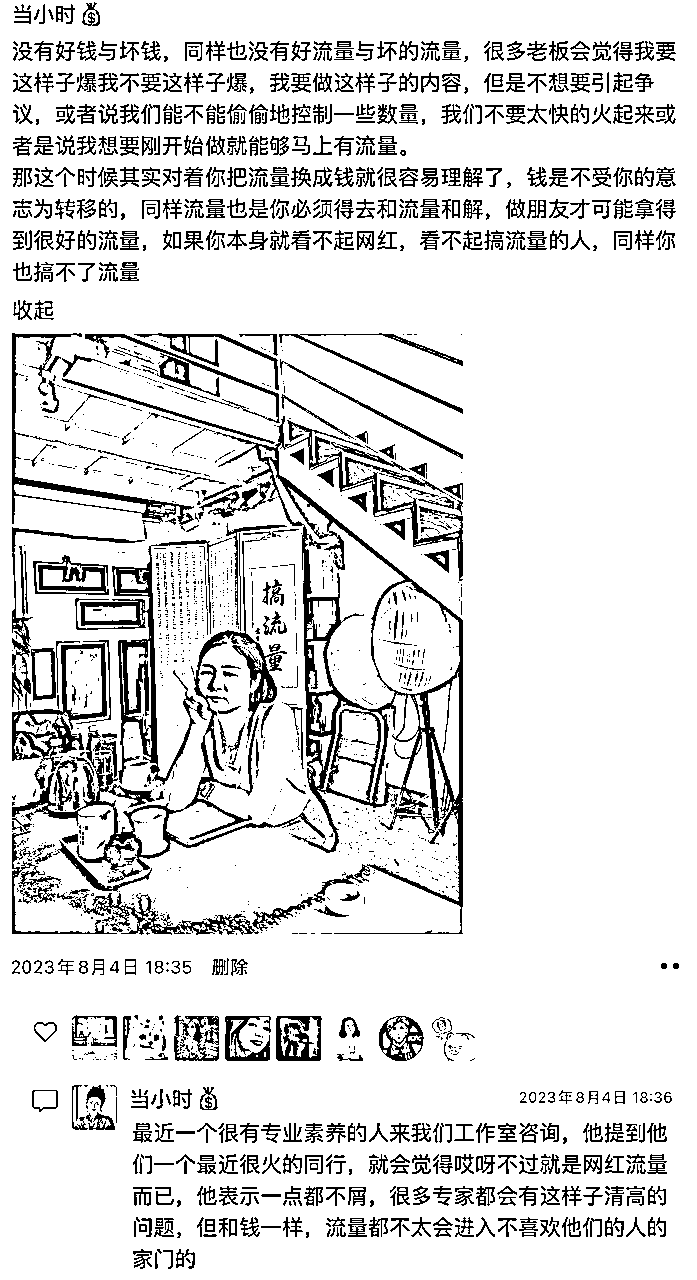 当小时💰
没有好钱与坏钱，同样也没有好流量与坏的流量，很多老板会觉得我要
这样子爆我不要这样子爆，我要做这样子的内容，但是不想要引起争
议，或者说我们能不能偷偷地控制一些数量，我们不要太快的火起来或
者是说我想要刚开始做就能够马上有流量。
那这个时候其实对着你把流量换成钱就很容易理解了，钱是不受你的意
志为转移的，同样流量也是你必须得去和流量和解，做朋友才可能拿得
到很好的流量，如果你本身就看不起网红，看不起搞流量的人，同样你
也搞不了流量
收起
搞流量
2023年8月4日 18:35 删除
当小时💰 2023年8月4日 18:36
最近一个很有专业素养的人来我们工作室咨询，他提到他
们一个最近很火的同行，就会觉得哎呀不过就是网红流量
而已，他表示一点都不屑，很多专家都会有这样子清高的
问题，但和钱一样，流量都不太会进入不喜欢他们的人的
家门的